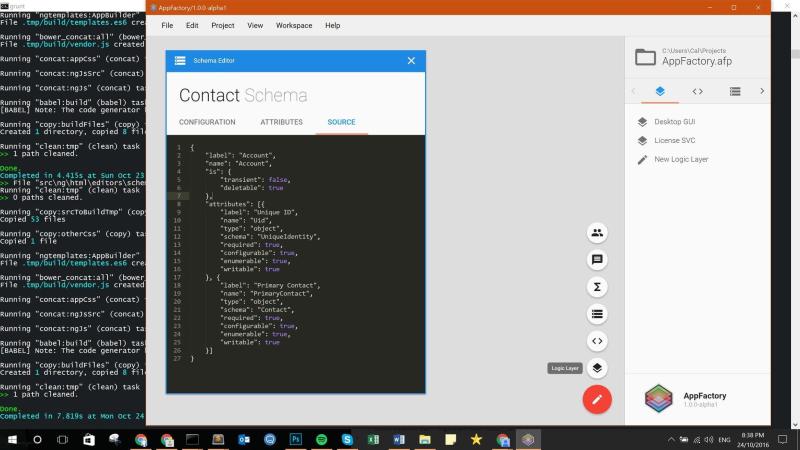 grunt
Running "ngtemplates:AppBuilder"
File .tmp/build/templates.es6 crea
Running "bower_concat:all" (bower_
File .tmp/build/vendor.js created
Running "concat:appCss" (concat)
Running "concat:ngJsSrc" (concat)
Running "concat:ngJs" (concat) tas
Running "babel:build" (babel) task
[BABEL] Note: The code generator h
Running "copy:buildFiles" (copy) t
Created 1 directory, copied 8 fil
Running "clean:tmp" (clean) task
>> 1 path cleaned.
Done.
Completed in 4.415s at Sun Oct 23
>> File "src\ng\html\editors\schem
Running "clean:tmp" (clean) task
>> 0 paths cleaned.
Running "copy:srcToBuildTmp" (copy
Copied 53 files
Running "copy:otherCss" (copy) tas
Copied 1 file
Running "ngtemplates:AppBuilder"
File .tmp/build/templates.es6 crea
Running "bower_concat:all" (bower_
File .tmp/build/vendor.js created
Running "concat:appCss" (concat)
Running "concat:ngJsSrc" (concat)
Running "concat:ngJs" (concat) tas
Running "babel:build" (babel) task
[BABEL] Note: The code generator h
Running "copy:buildFiles" (copy) t
Created 1 directory, copied 8 file
Running "clean:tmp" (clean) task
>> 1 path cleaned.
Done.
Completed in 7.819s at Mon Oct 24
AppFactory/1.0.0-alpha1
File Edit Project View Workspace Help
Schema Editor
Contact Schema
CONFIGURATION ATTRIBUTES SOURCE
1 {
2 "label": "Account",
3 "name": "Account",
4 "is": {
5 "transient": false,
6 "deletable": true
7 },
8 "attributes": [{
9 "label": "Unique ID",
10 "name": "Uid",
11 "type": "object",
12 "schema": "UniqueIdentity",
13 "required": true,
14 "configurable": true,
15 "enumerable": true,
16 "writable": true
17 }, {
18 "label": "Primary Contact",
19 "name": "PrimaryContact",
20 "type": "object",
21 "schema": "Contact",
22 "required": true,
23 "configurable": true,
24 "enumerable": true,
25 "writable": true
26 }]
27 }
Logic Layer
C:\Users\Cal\Projects
AppFactory.afp
Desktop GUI
License SVC
New Logic Layer
AppFactory
1.0.0-alpha1
8:38 PM
24/10/2016